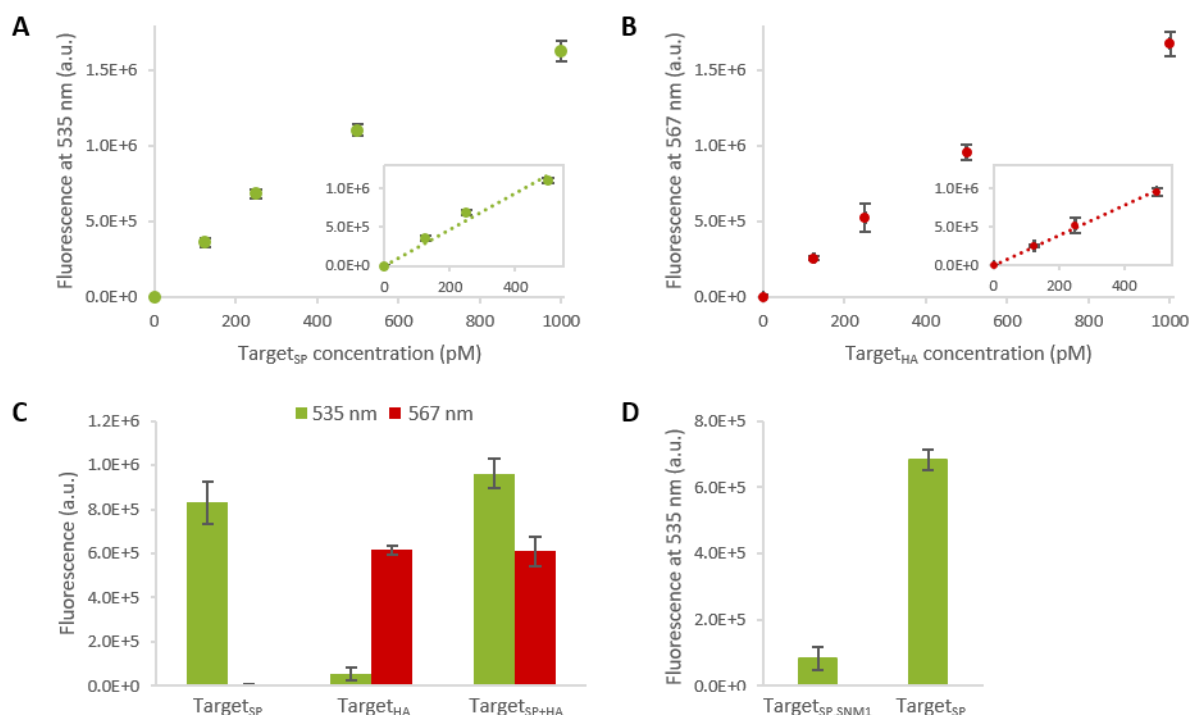 A
Fluorescence at 535 nm (a.u.)
1.5E+6
1.0E+6
5.0E+5
0.0E+0
1.0E+6
5.0E+5
0.0E+0
0 200 400
0 200 400 600 800 1000
TargetSP concentration (pM)
B
Fluorescence at 567 nm (a.u.)
1.5E+6
1.0E+6
5.0E+5
0.0E+0
1.0E+6
5.0E+5
0.0E+0
0 200 400
0 200 400 600 800 1000
TargetHA concentration (pM)
C
535 nm 567 nm
Fluorescence (a.u.)
1.2E+6
1.0E+6
8.0E+5
6.0E+5
4.0E+5
2.0E+5
0.0E+0
TargetSP TargetHA TargetSP+HA
D
Fluorescence at 535 nm (a.u.)
8.0E+5
6.0E+5
4.0E+5
2.0E+5
0.0E+0
TargetSP,SNM1 TargetSP